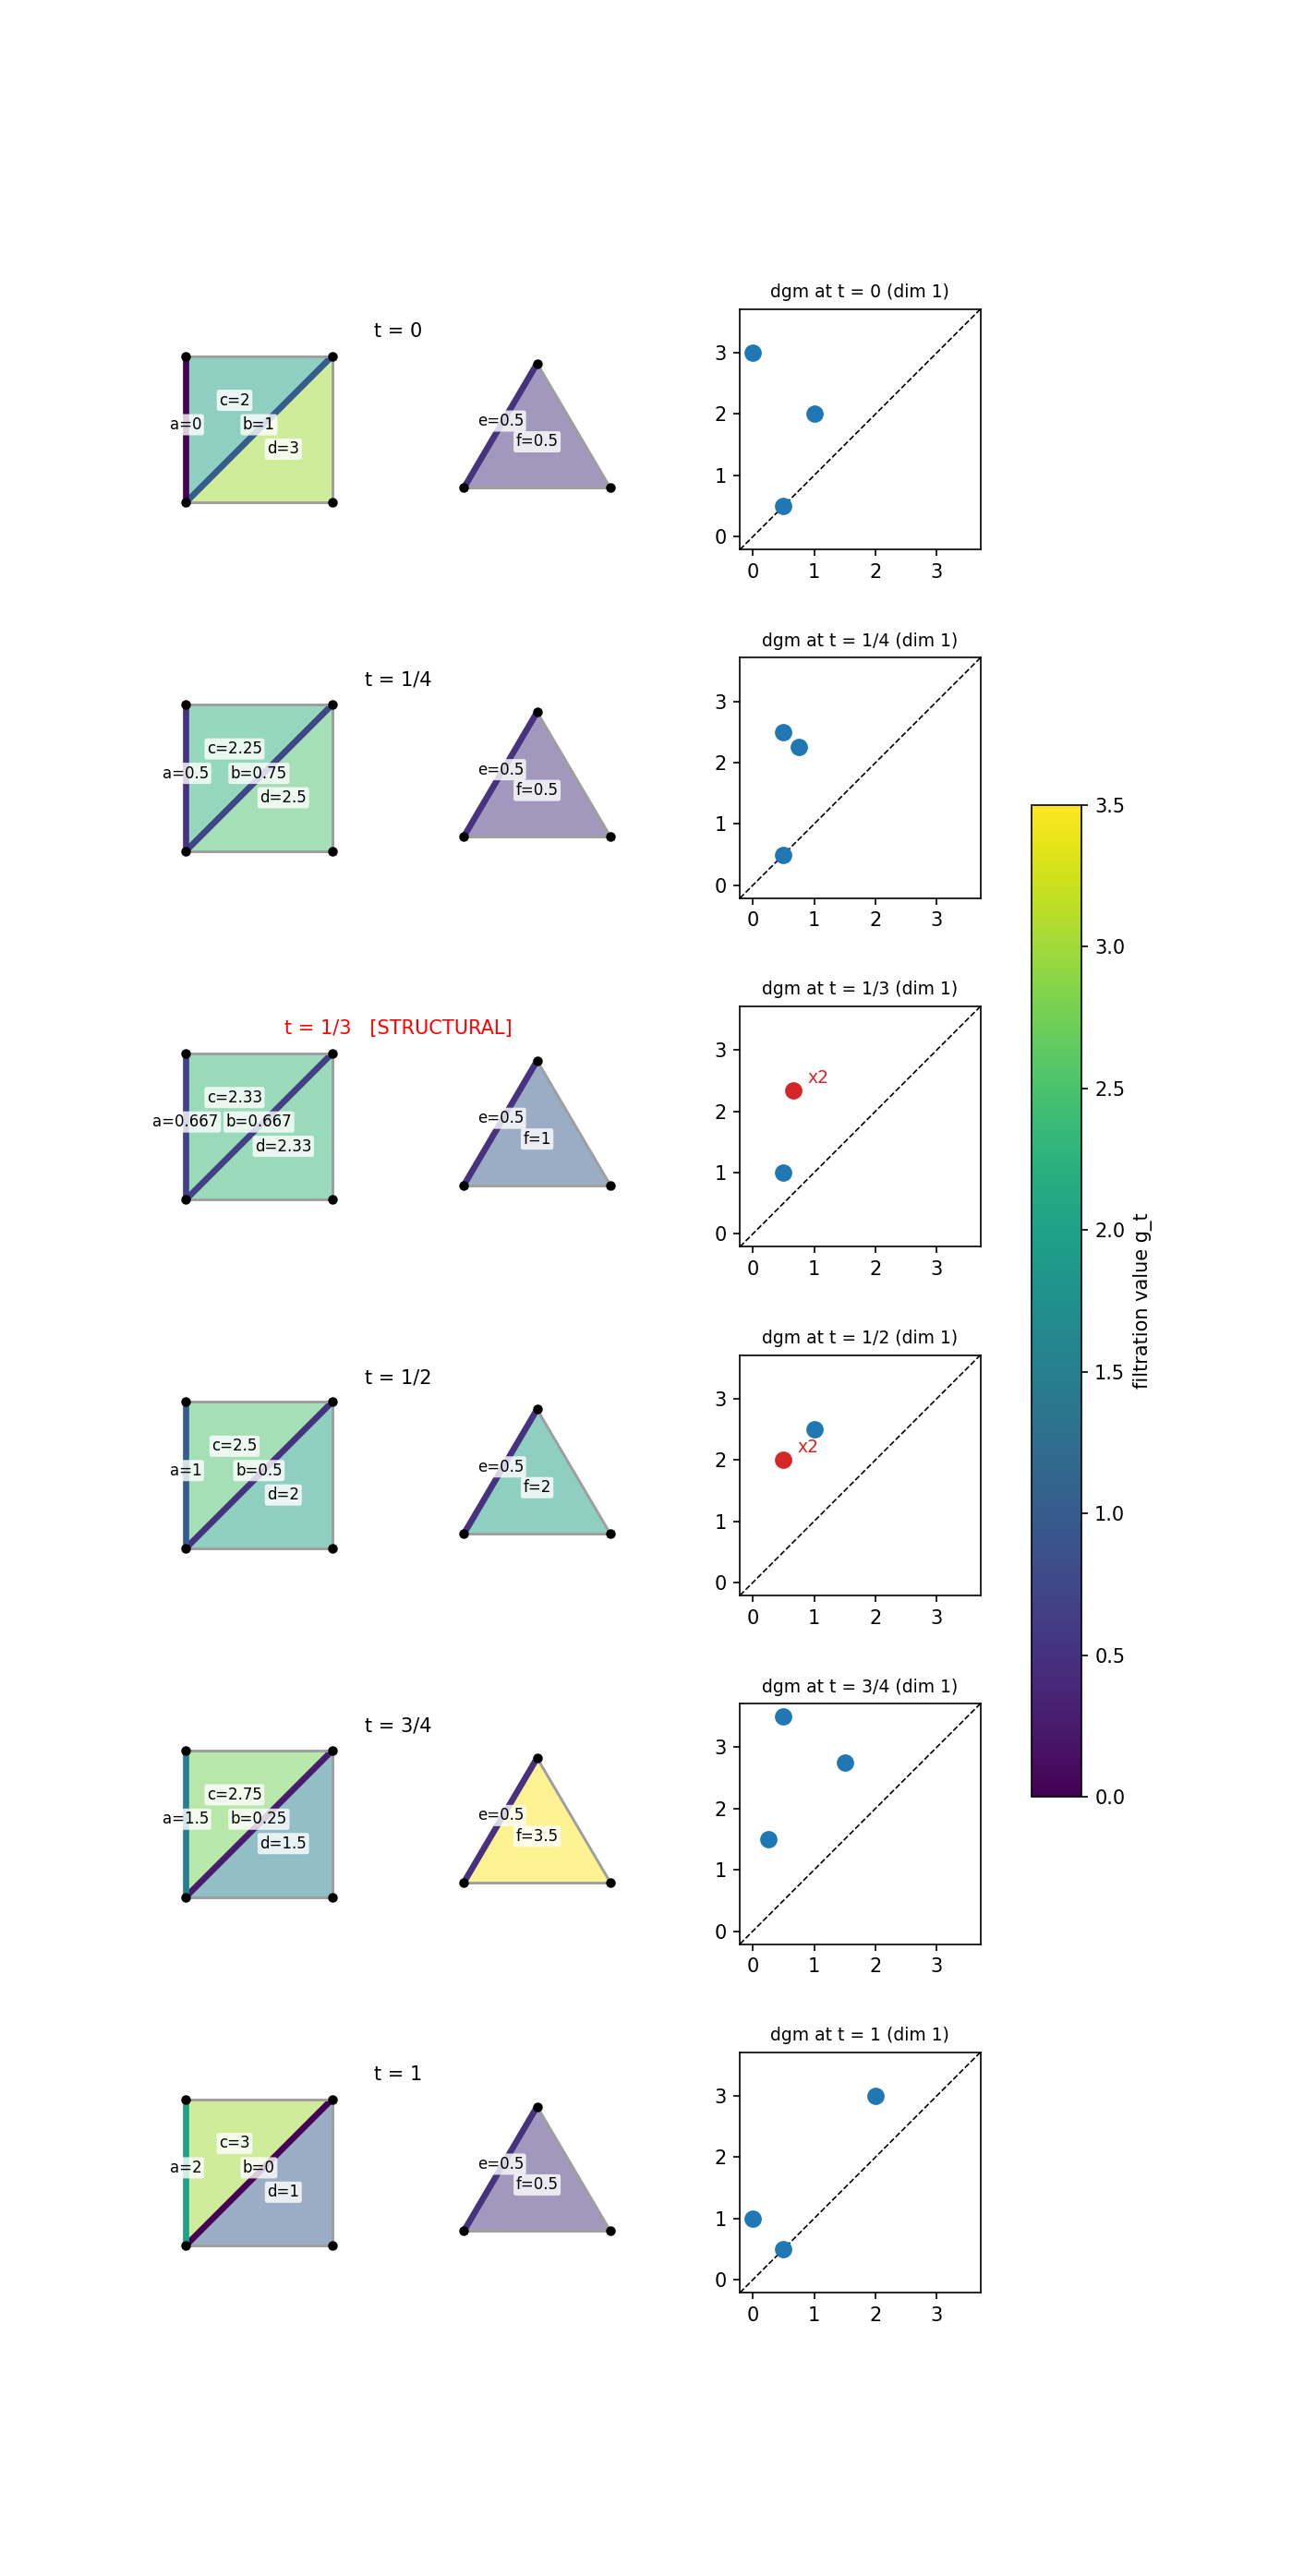 dgm at t = 0 (dim 1)
t = 0
c=2
a=0
b=1
d=3
e=0.5
f=0.5
3
2
1
0
0 1 2 3
dgm at t = 1/4 (dim 1)
t = 1/4
c=2.25
a=0.5
b=0.75
d=2.5
e=0.5
f=0.5
3
2
1
0
0 1 2 3
dgm at t = 1/3 (dim 1)
t = 1/3 [STRUCTURAL]
c=2.33
a=0.667
b=0.667
d=2.33
e=0.5
f=1
x2
3
2
1
0
0 1 2 3
dgm at t = 1/2 (dim 1)
t = 1/2
c=2.5
a=1
b=0.5
d=2
e=0.5
f=2
x2
3
2
1
0
0 1 2 3
dgm at t = 3/4 (dim 1)
t = 3/4
c=2.75
a=1.5
b=0.25
d=1.5
e=0.5
f=3.5
3
2
1
0
0 1 2 3
dgm at t = 1 (dim 1)
t = 1
c=3
a=2
b=0
d=1
e=0.5
f=0.5
3
2
1
0
0 1 2 3
3.5
3.0
2.5
2.0
1.5
1.0
0.5
0.0
filtration value g_t